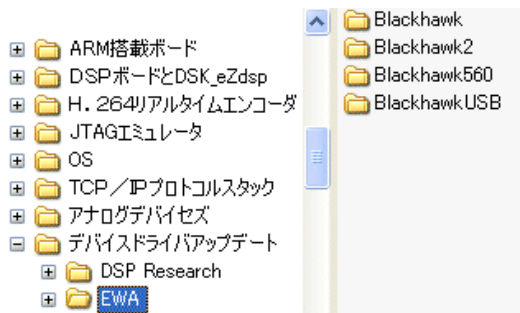 ARM搭載ボード
DSPボードとDSK_eZdsp
H．264リアルタイムエンコーダ
JTAGエミュレータ
OS
TCP／IPプロトコルスタック
アナログデバイセズ
デバイスドライバアップデート
DSP Research
EWA
Blackhawk
Blackhawk2
Blackhawk560
BlackhawkUSB